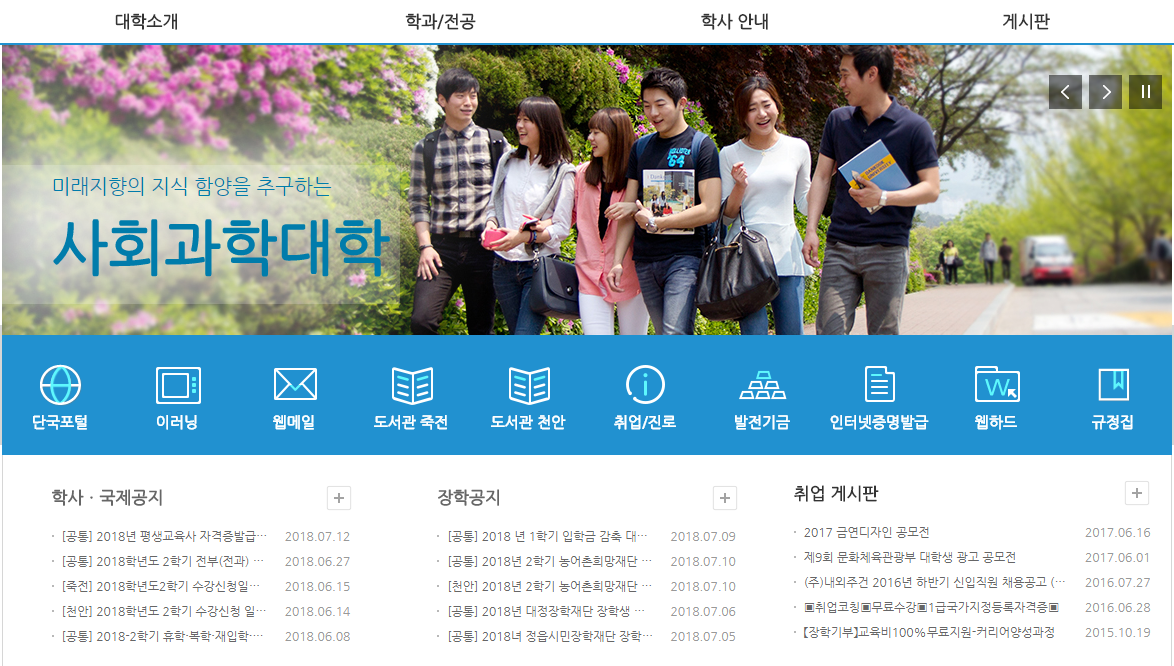 대학소개 학과/전공 학사 안내 게시판
미래지향의 지식 함양을 추구하는
사회과학대학
HOLLISTER
64
단국포털 이러닝 웹메일 도서관 죽전 도서관 천안 취업/진로 발전기금 인터넷증명발급 웹하드 규정집
학사 · 국제공지
· [공통] 2018년 평생교육사 자격증발급… 2018.07.12
· [공통] 2018학년도 2학기 전부(전과) … 2018.06.27
· [죽전] 2018학년도2학기 수강신청일… 2018.06.15
· [천안] 2018학년도 2학기 수강신청 일… 2018.06.14
· [공통] 2018-2학기 휴학·복학·재입학·… 2018.06.08
장학공지
· [공통] 2018 년 1학기 입학금 감축 대… 2018.07.09
· [공통] 2018년 2학기 농어촌희망재단 … 2018.07.10
· [천안] 2018년 2학기 농어촌희망재단 … 2018.07.10
· [공통] 2018년 대정장학재단 장학생 … 2018.07.06
· [공통] 2018녀 정읍시민장학재단 장학… 2018.07.05
취업 게시판
· 2017 금연디자인 공모전 2017.06.16
· 제9회 문화체육관광부 대학생 광고 공모전 2017.06.01
· (주)내외주건 2016년 하반기 신입직원 채용공고 (… 2016.07.27
· ▣취업코칭▣무료수강▣1급국가지정등록자격증▣ 2016.06.28
· 【장학기부】교육비100%무료지원-커리어양성과정 2015.10.19